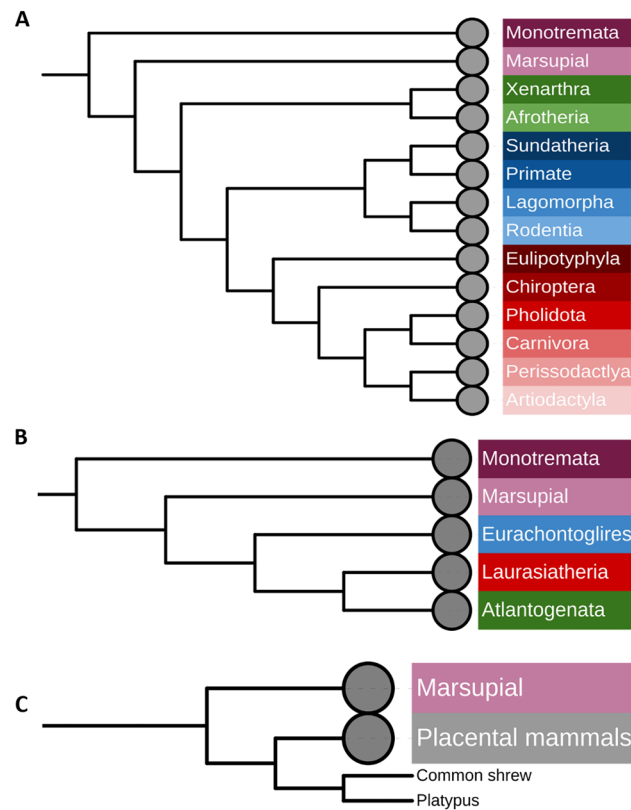 A
Monotremata
Marsupial
Xenarthra
Afrotheria
Sundatheria
Primate
Lagomorpha
Rodentia
Eulipotyphyla
Chiroptera
Pholidota
Carnivora
Perissodactlya
Artiodactyla
B
Monotremata
Marsupial
Eurachontoglires
Laurasiatheria
Atlantogenata
C
Marsupial
Placental mammals
Common shrew
Platypus